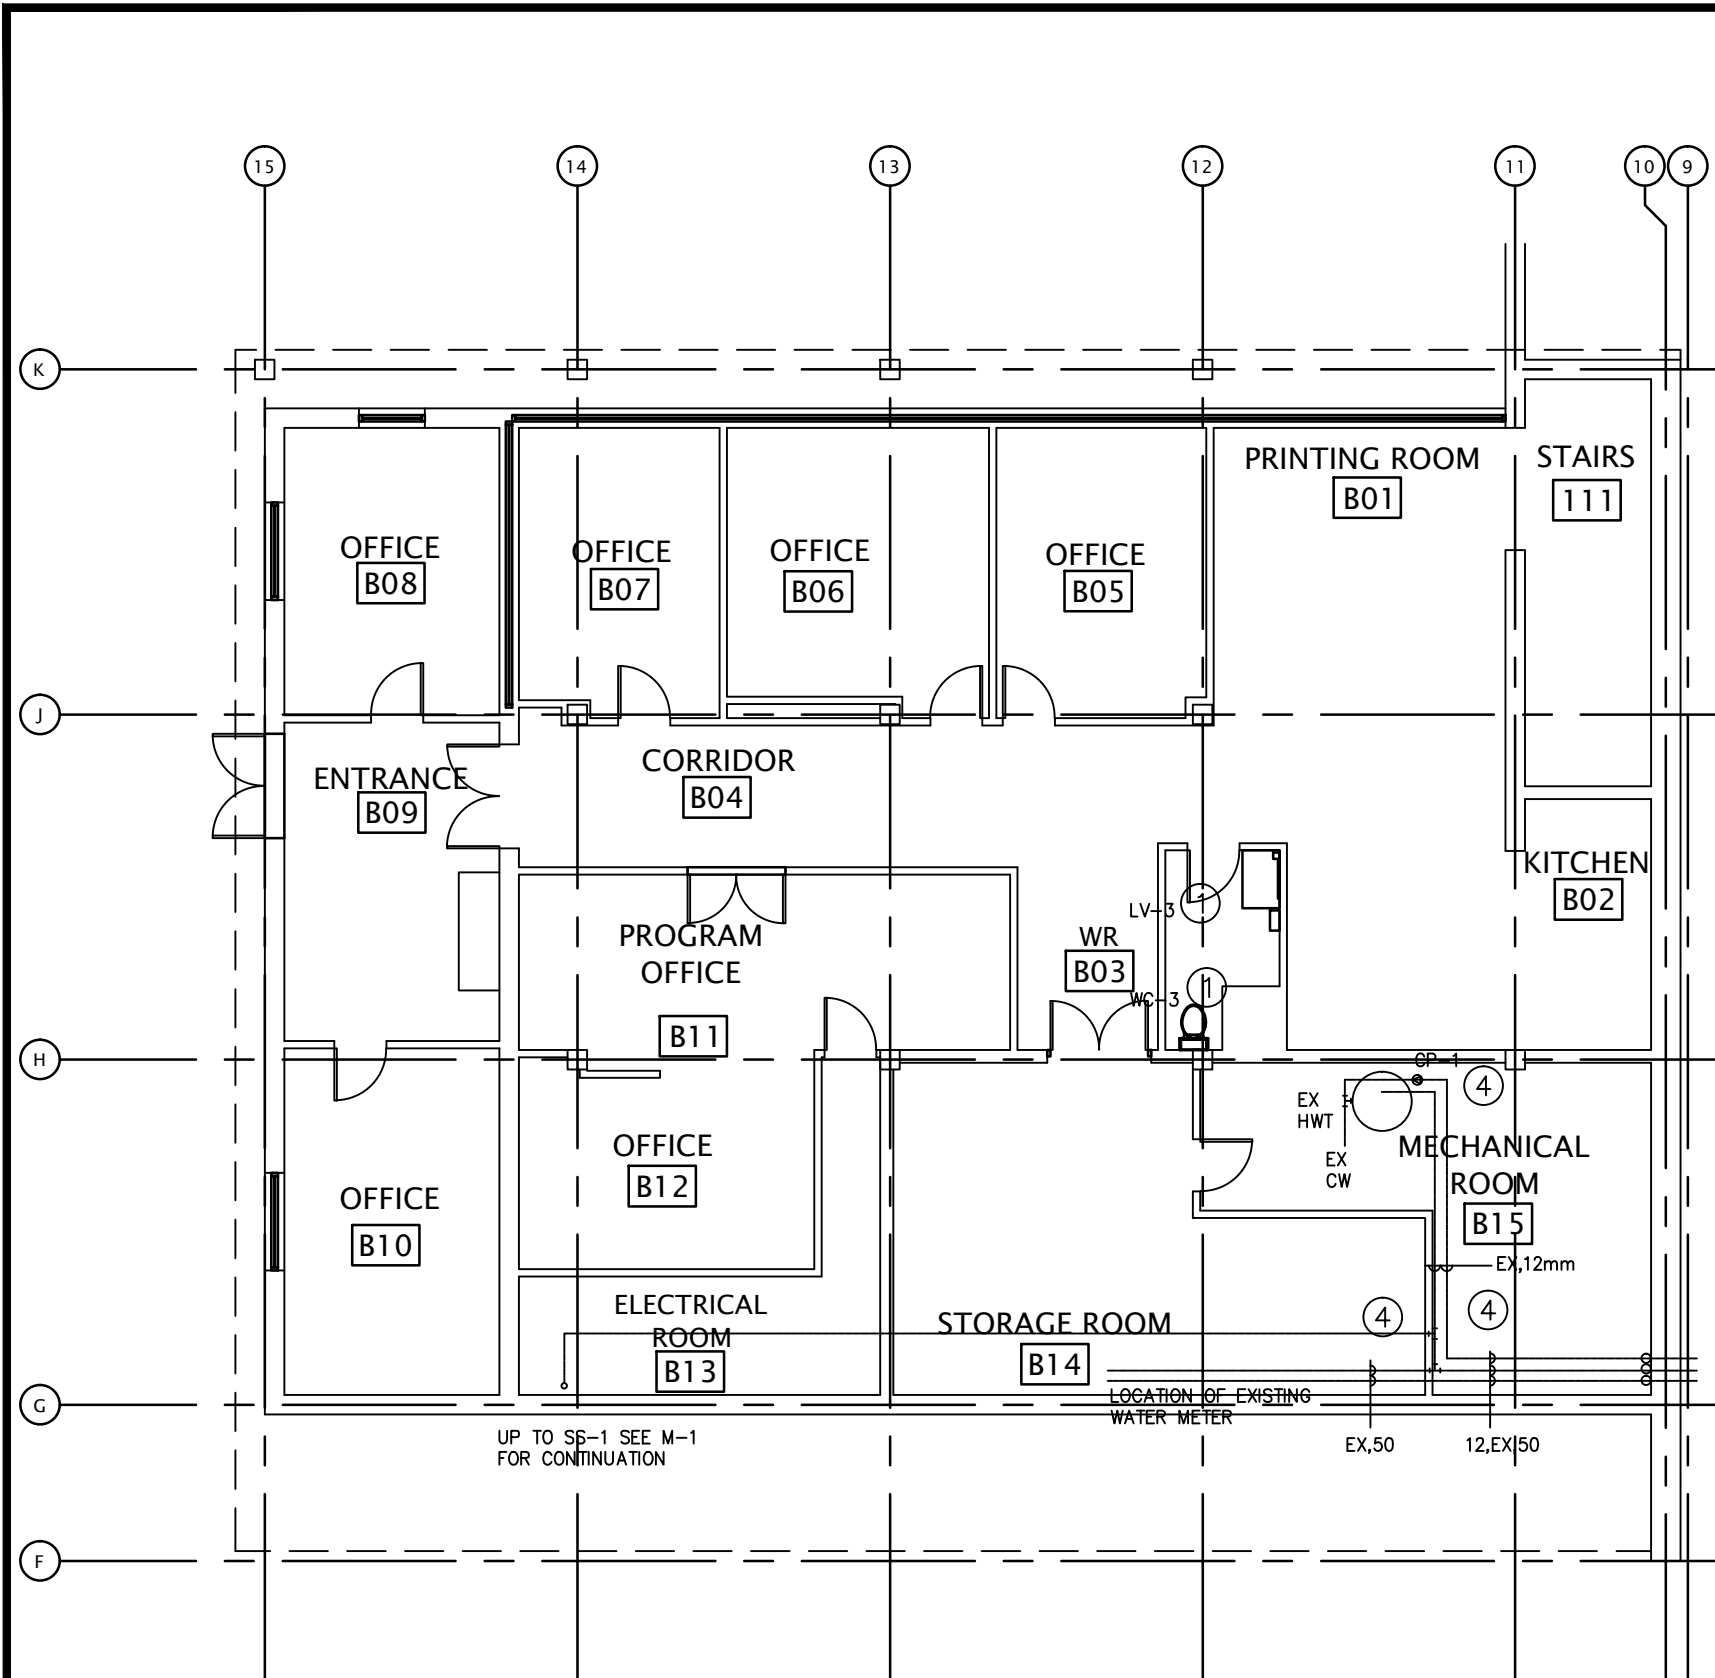 15
14
13
12
11
10
9
K
PRINTING ROOM
B01
STAIRS
111
OFFICE
B08
OFFICE
B07
OFFICE
B06
OFFICE
B05
J
CORRIDOR
B04
ENTRANCE
B09
KITCHEN
B02
LV-3
1
PROGRAM
OFFICE
B11
WR
B03
WC-3
1
H
CP-1
4
EX
HWT
EX
CW
MECHANICAL
ROOM
B15
OFFICE
B12
OFFICE
B10
EX,12mm
ELECTRICAL
ROOM
B13
STORAGE ROOM
B14
4
4
G
LOCATION OF EXISTING
WATER METER
UP TO SS-1 SEE M-1
FOR CONTINUATION
EX,50
12,EX,50
F